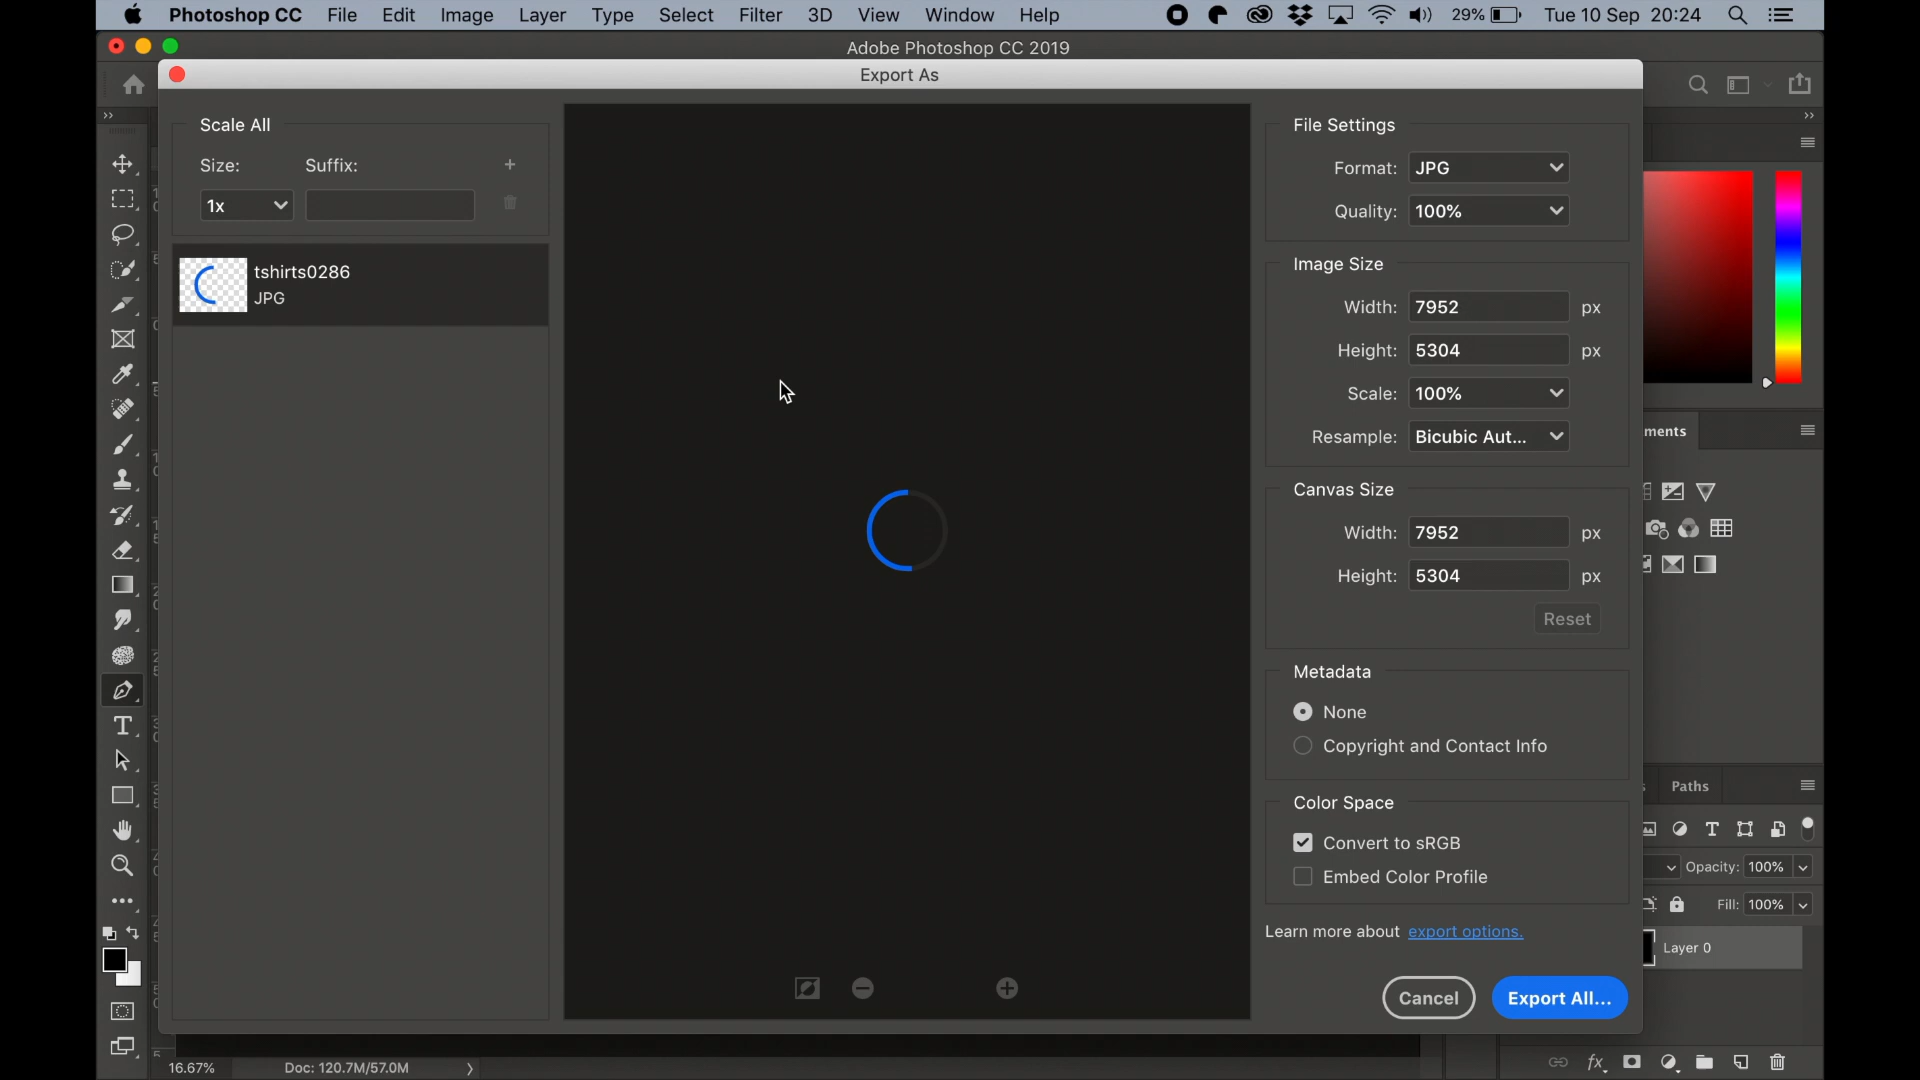 Photoshop CC File Edit Image Layer Type Select Filter 3D View Window Help 29% Tue 10 Sep 20:24
Adobe Photoshop CC 2019
Export As
Scale All
Size: Suffix:
1x
tshirts0286
JPG
File Settings
Format: JPG
Quality: 100%
Image Size
Width: 7952 px
Height: 5304 px
Scale: 100%
Resample: Bicubic Aut...
Canvas Size
Width: 7952 px
Height: 5304 px
Reset
Metadata
None
Copyright and Contact Info
Color Space
Convert to sRGB
Embed Color Profile
Learn more about export options.
Cancel Export All...
ments
Paths
Opacity: 100%
Fill: 100%
Layer 0
16.67% Doc: 120.7M/57.0M